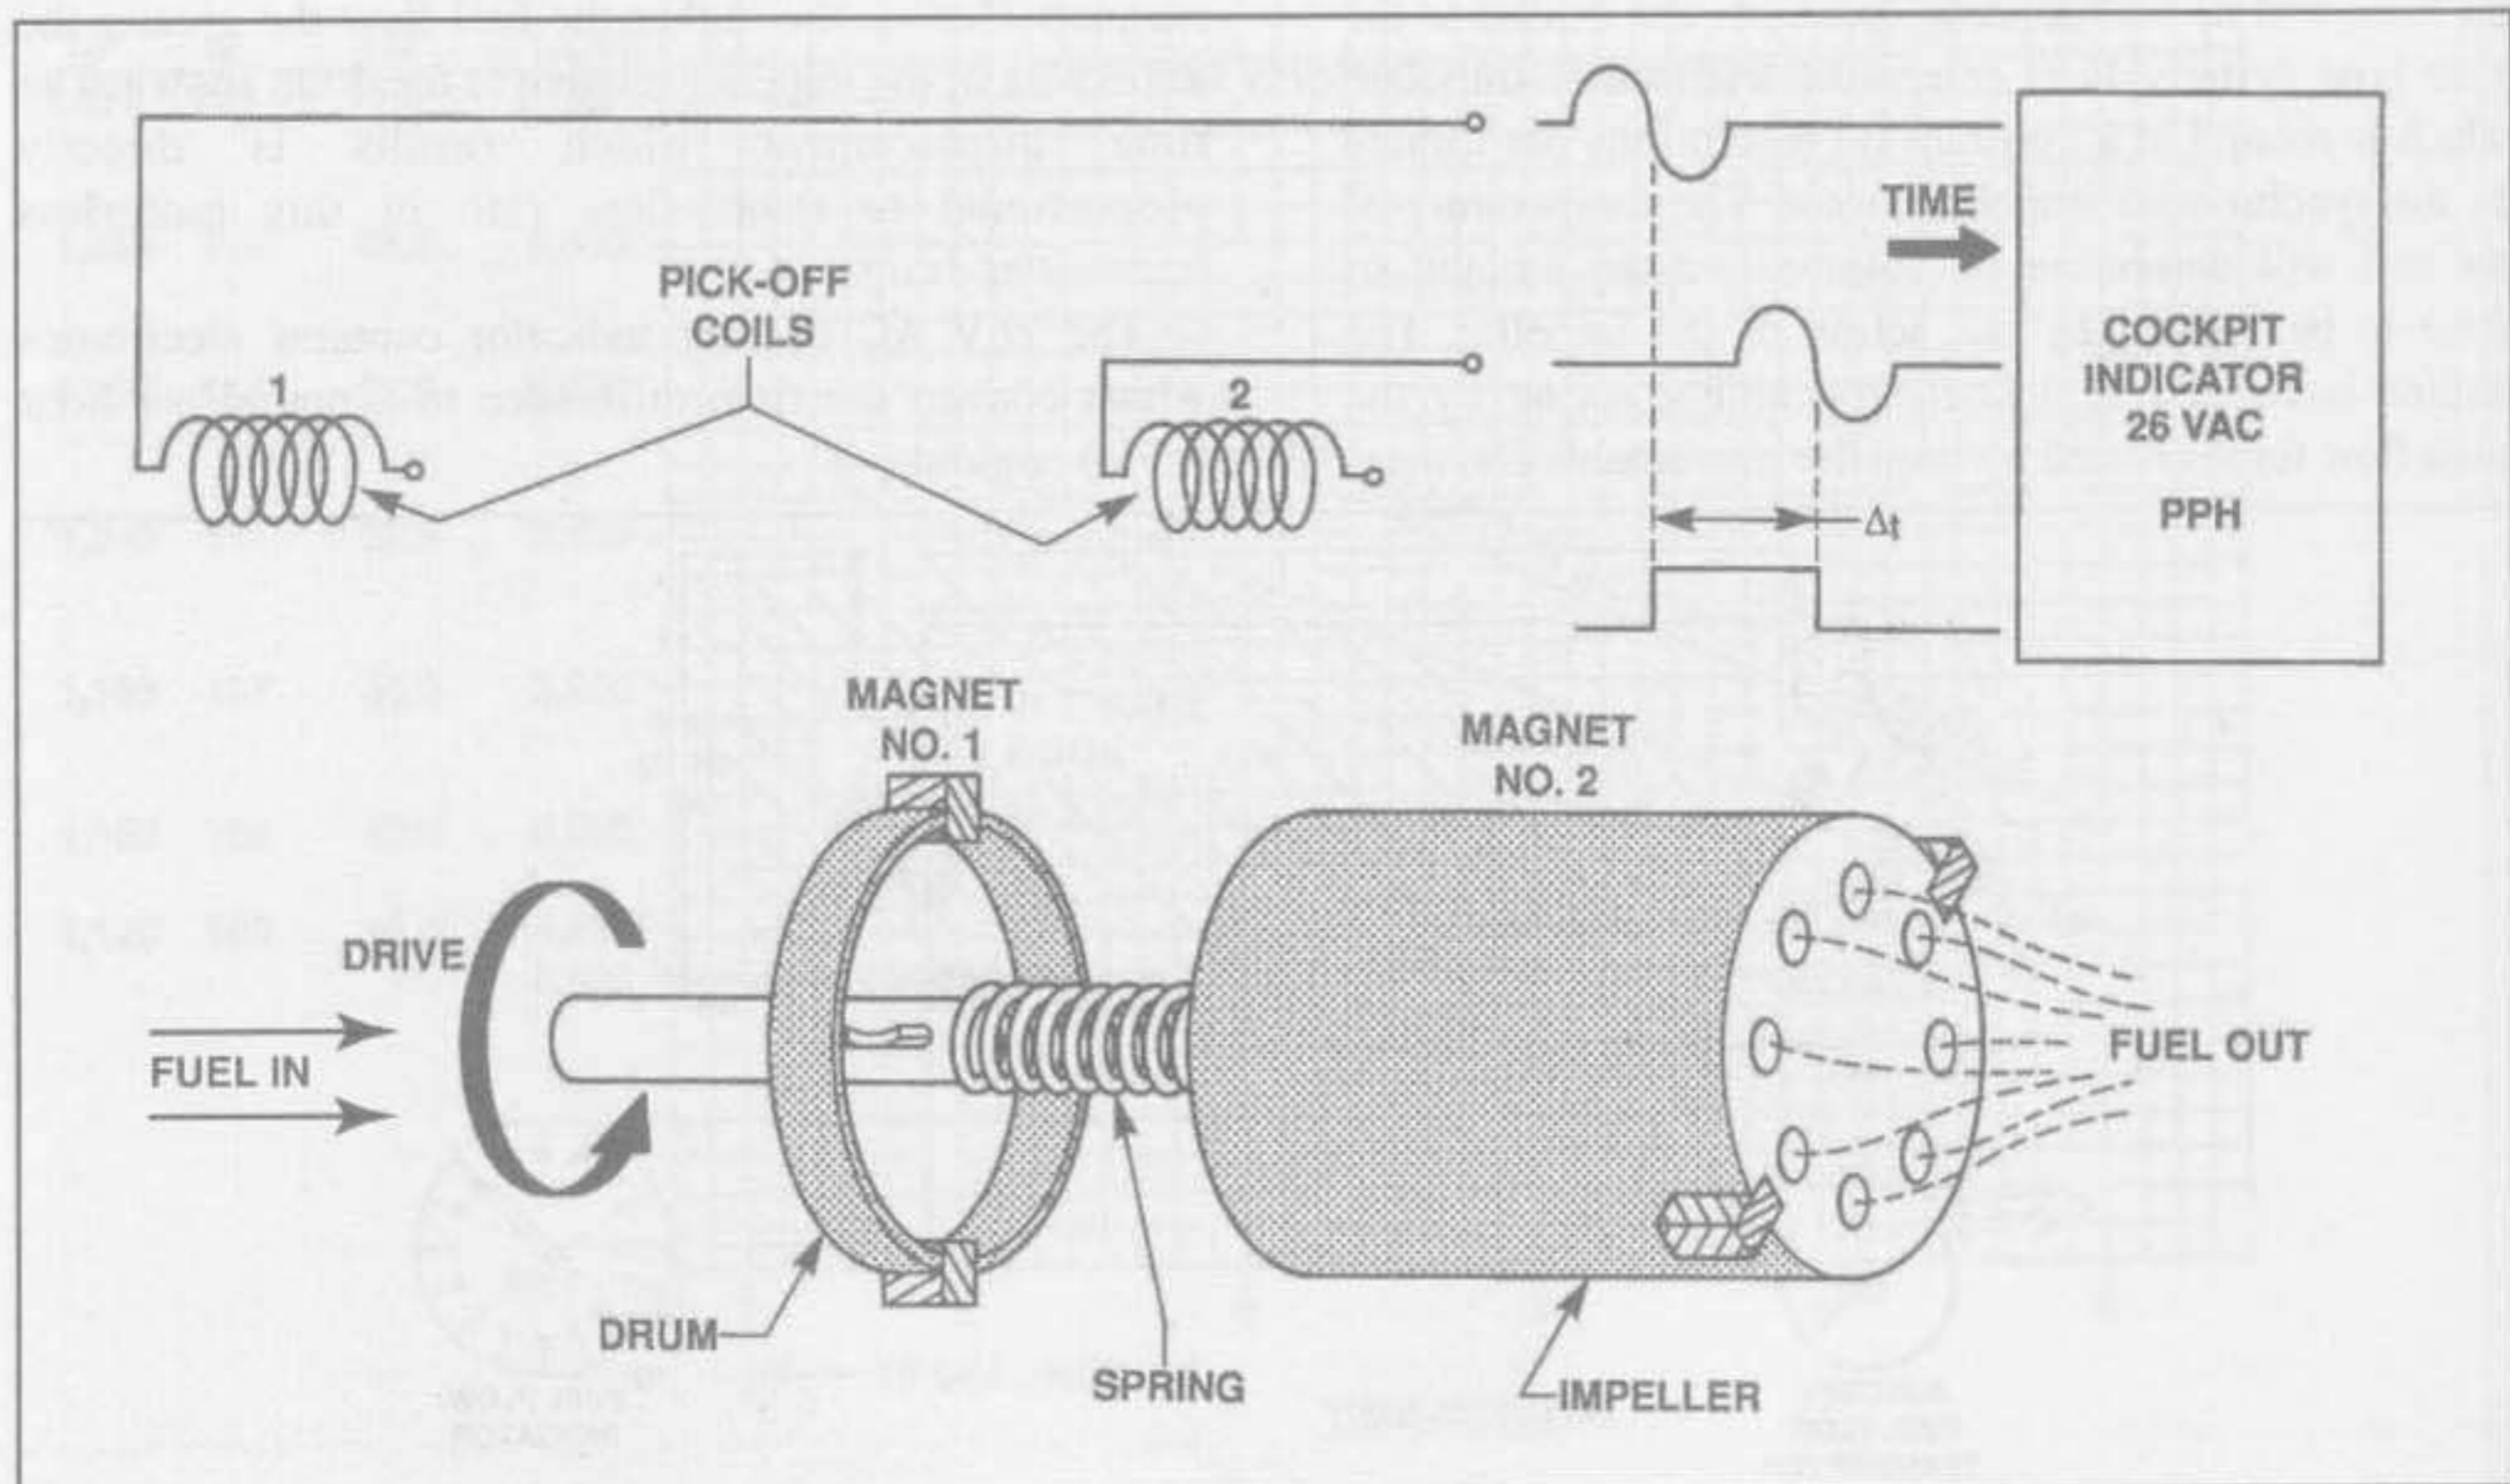 PICK-OFF
COILS
1
2
TIME
Δt
COCKPIT
INDICATOR
26 VAC
PPH
MAGNET
NO. 1
MAGNET
NO. 2
DRIVE
FUEL IN
FUEL OUT
DRUM
SPRING
IMPELLER